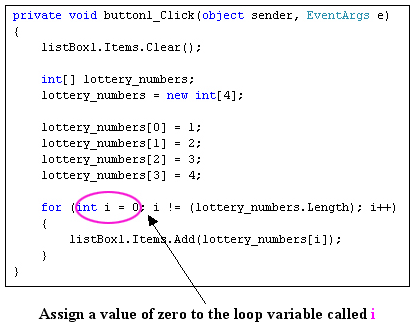 private void button1_Click(object sender, EventArgs e)
{
    listBox1.Items.Clear();

    int[] lottery_numbers;
    lottery_numbers = new int[4];

    lottery_numbers[0] = 1;
    lottery_numbers[1] = 2;
    lottery_numbers[2] = 3;
    lottery_numbers[3] = 4;

    for (int i = 0; i != (lottery_numbers.Length); i++)
    {
        listBox1.Items.Add(lottery_numbers[i]);
    }
}
Assign a value of zero to the loop variable called i